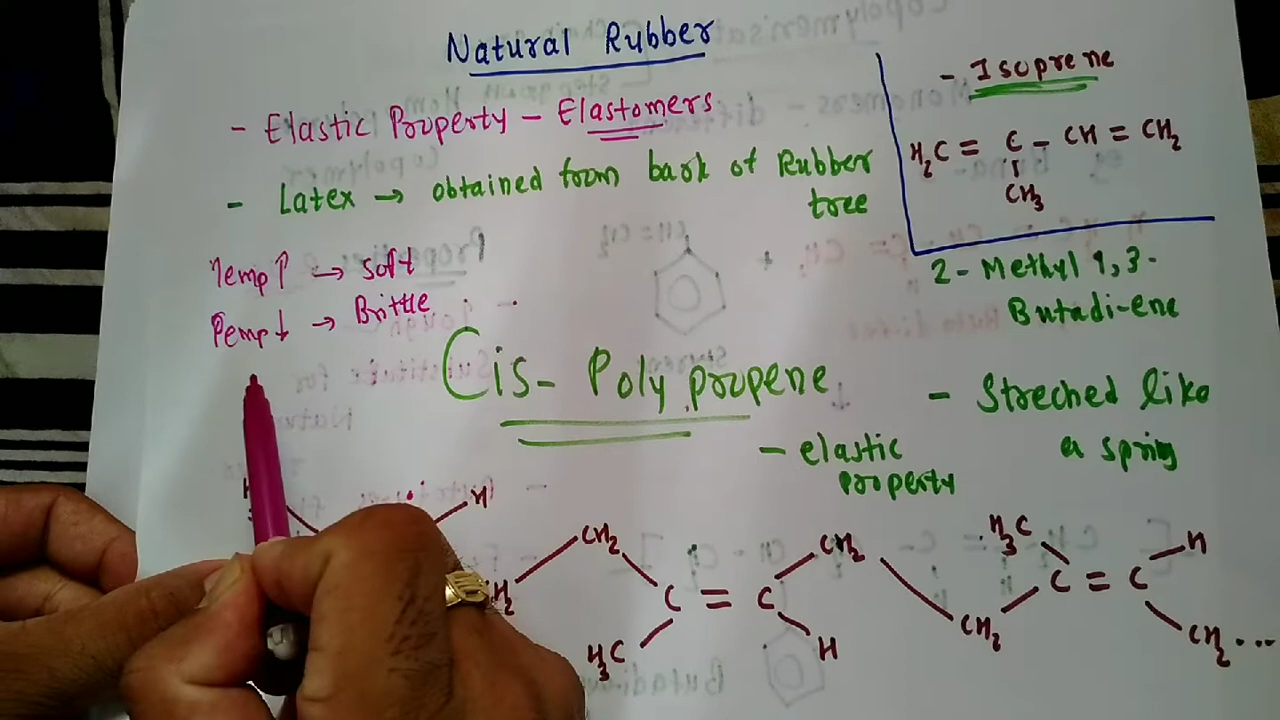 Natural Rubber
- Elastic Property - Elastomers
- Latex → obtained from bark of Rubber
tree
Temp↑ → soft
Temp↓ → Brittle
- Isoprene
H₂C = C - CH = CH₂
CH₃
2- Methyl 1,3-
Butadi-ene
Cis- Poly propene
- Streched like
a spring
- elastic
property
H
CH₂
C = C
CH₂
H₃C
H
H₃C
H
C = C
CH₂
CH₂ ...